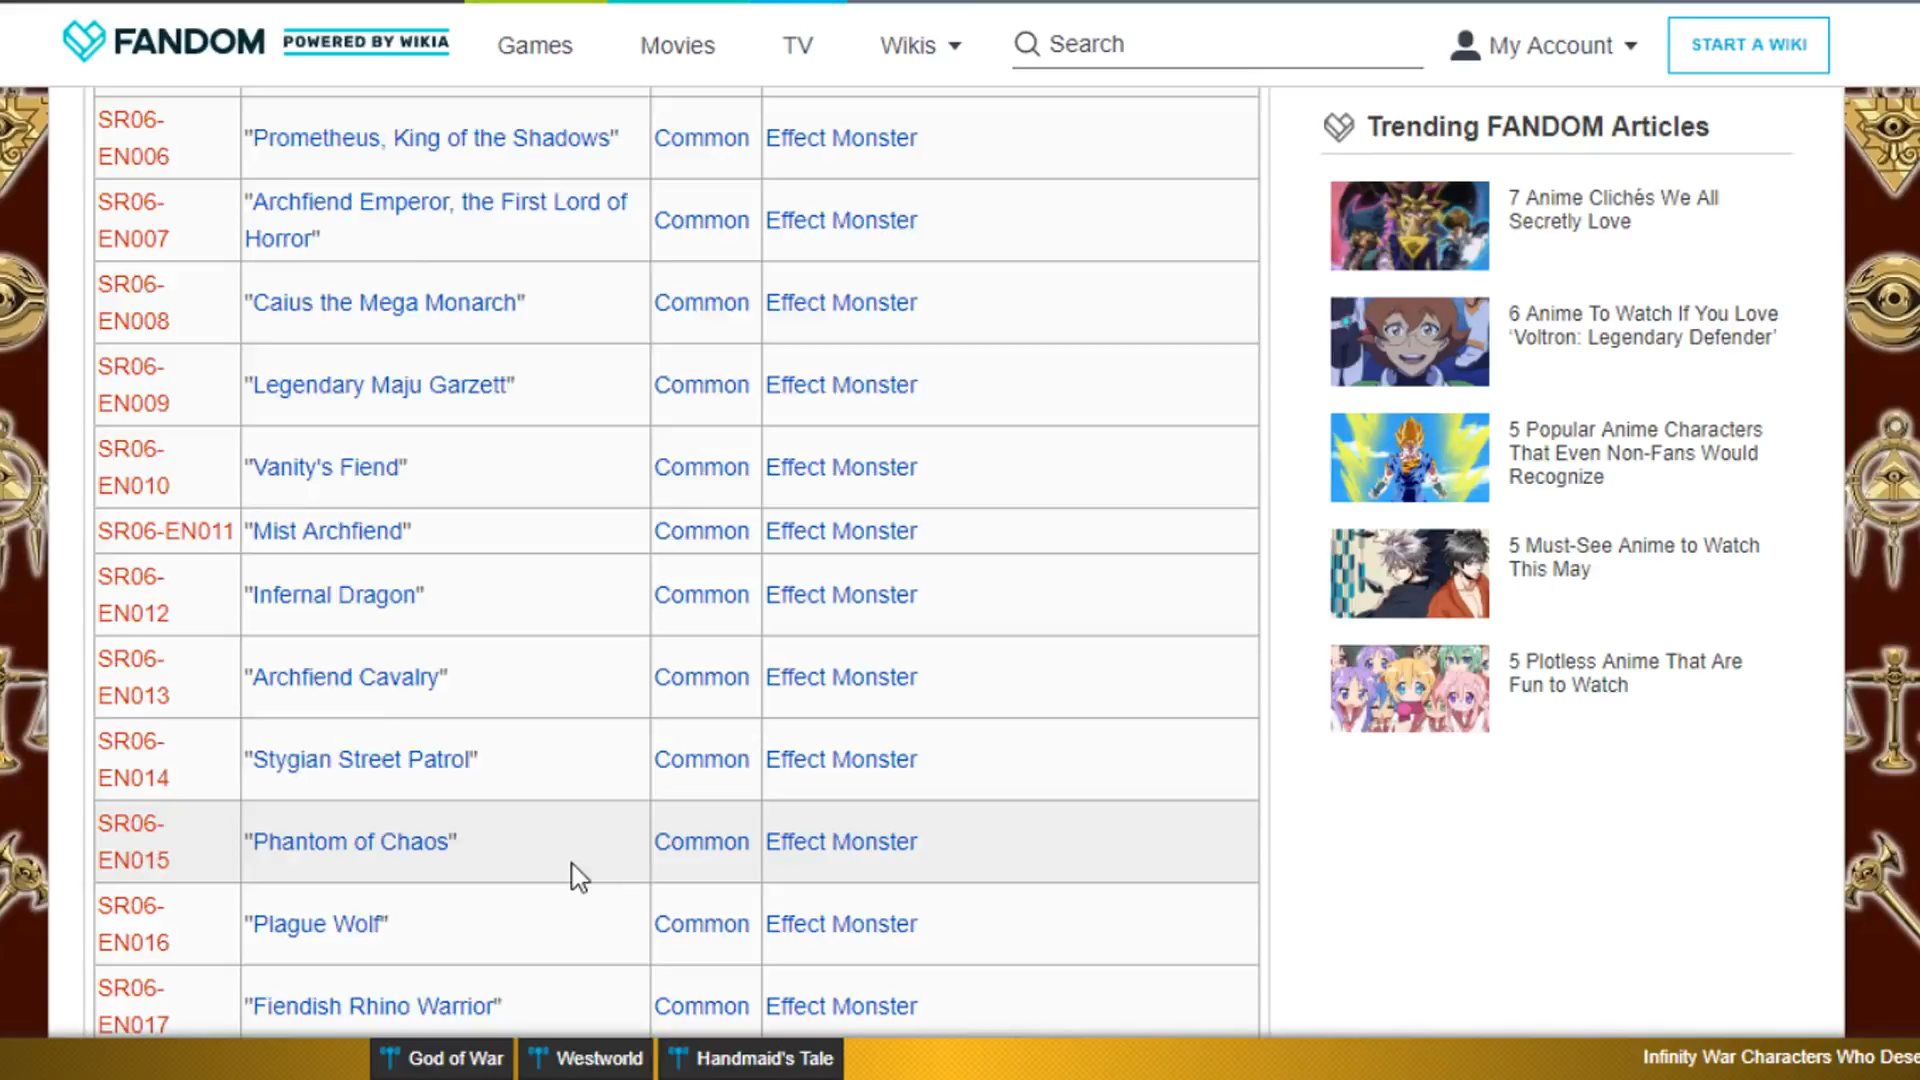 FANDOM POWERED BY WIKIA Games Movies TV Wikis Search My Account START A WIKI
SR06-
EN006
"Prometheus, King of the Shadows" Common Effect Monster
SR06-
EN007
"Archfiend Emperor, the First Lord of
Horror"
Common Effect Monster
SR06-
EN008
"Caius the Mega Monarch" Common Effect Monster
SR06-
EN009
"Legendary Maju Garzett" Common Effect Monster
SR06-
EN010
"Vanity's Fiend" Common Effect Monster
SR06-EN011 "Mist Archfiend" Common Effect Monster
SR06-
EN012
"Infernal Dragon" Common Effect Monster
SR06-
EN013
"Archfiend Cavalry" Common Effect Monster
SR06-
EN014
"Stygian Street Patrol" Common Effect Monster
SR06-
EN015
"Phantom of Chaos" Common Effect Monster
SR06-
EN016
"Plague Wolf" Common Effect Monster
SR06-
EN017
"Fiendish Rhino Warrior" Common Effect Monster
Trending FANDOM Articles
7 Anime Clichés We All
Secretly Love
6 Anime To Watch If You Love
‘Voltron: Legendary Defender’
5 Popular Anime Characters
That Even Non-Fans Would
Recognize
5 Must-See Anime to Watch
This May
5 Plotless Anime That Are
Fun to Watch
God of War Westworld Handmaid's Tale Infinity War Characters Who Dese